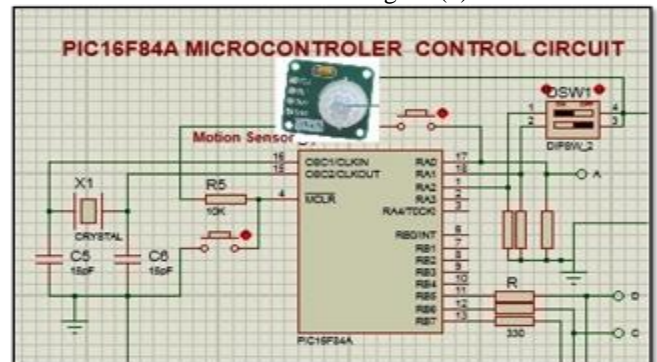 PIC16F84A MICROCONTROLER CONTROL CIRCUIT
DSW1
1
2
4
3
DIPSW_2
Motion Sensor
X1
CRYSTAL
C5
15pF
C6
15pF
R5
10K
16
15
4
OSC1/CLKIN
OSC2/CLKOUT
MCLR
RA0
RA1
RA2
RA3
RA4/T0CKI
RB0/INT
RB1
RB2
RB3
RB4
RB5
RB6
RB7
17
18
1
2
3
6
7
8
9
10
11
12
13
PIC16F84A
R
330
A
D
C